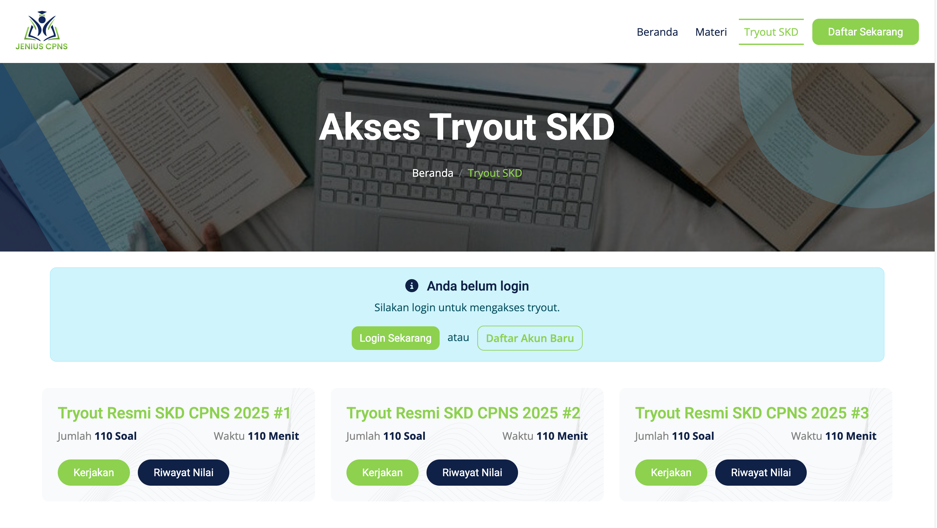 JENIUS CPNS
Beranda Materi Tryout SKD Daftar Sekarang
Akses Tryout SKD
Beranda / Tryout SKD
Anda belum login
Silakan login untuk mengakses tryout.
Login Sekarang atau Daftar Akun Baru
Tryout Resmi SKD CPNS 2025 #1
Jumlah 110 Soal Waktu 110 Menit
Kerjakan Riwayat Nilai
Tryout Resmi SKD CPNS 2025 #2
Jumlah 110 Soal Waktu 110 Menit
Kerjakan Riwayat Nilai
Tryout Resmi SKD CPNS 2025 #3
Jumlah 110 Soal Waktu 110 Menit
Kerjakan Riwayat Nilai